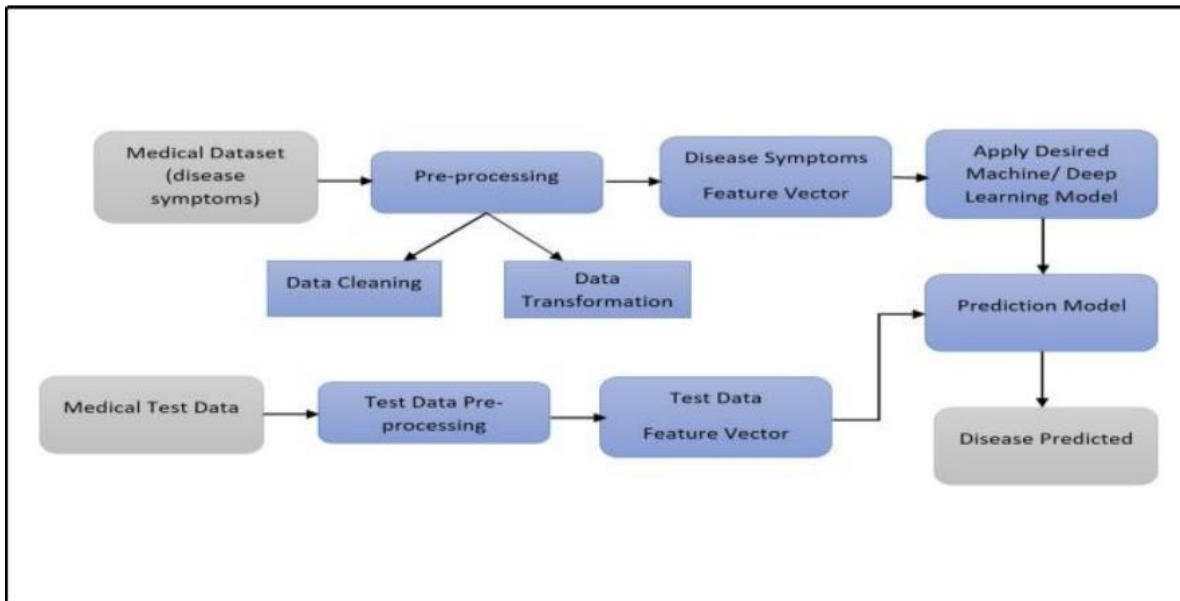 Medical Dataset
(disease
symptoms)
Pre-processing
Disease Symptoms
Feature Vector
Apply Desired
Machine/ Deep
Learning Model
Data Cleaning
Data
Transformation
Prediction Model
Medical Test Data
Test Data Pre-
processing
Test Data
Feature Vector
Disease Predicted